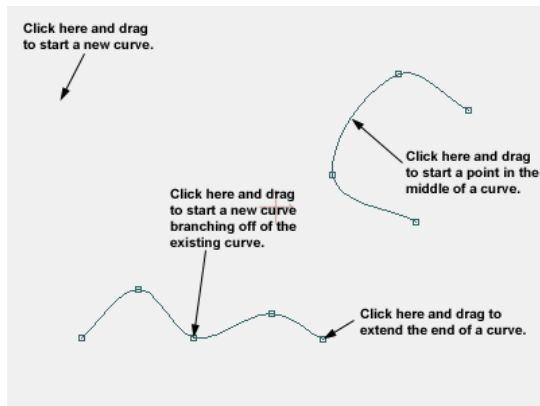 Click here and drag
to start a new curve.
Click here and drag
to start a point in the
middle of a curve.
Click here and drag
to start a new curve
branching off of the
existing curve.
Click here and drag to
extend the end of a curve.